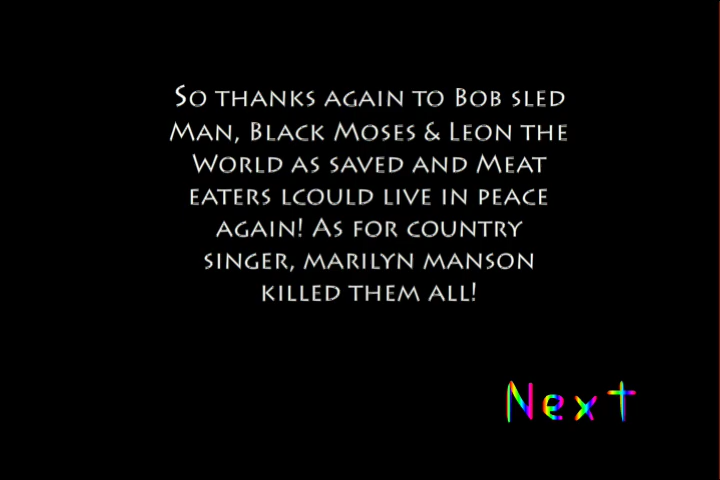 So thanks again to Bob sled
Man, Black Moses & Leon the
World as saved and Meat
eaters lcould live in peace
again! As for country
singer, marilyn manson
killed them all!
Next